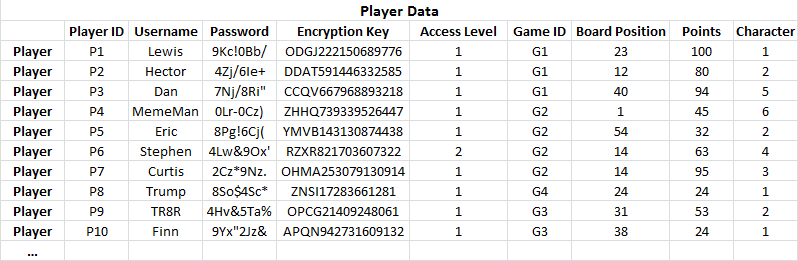 Player Data
Player ID Username Password Encryption Key Access Level Game ID Board Position Points Character
Player P1 Lewis 9Kc!0Bb/ ODGJ222150689776 1 G1 23 100 1
Player P2 Hector 4Zj/6Ie+ DDAT591446332585 1 G1 12 80 2
Player P3 Dan 7Nj/8Ri" CCQV667968893218 1 G1 40 94 5
Player P4 MemeMan 0Lr-0Cz) ZHHQ739339526447 1 G2 1 45 6
Player P5 Eric 8Pg!6Cj( YMVB143130874438 1 G2 54 32 2
Player P6 Stephen 4Lw&9Ox' RZXR821703607322 2 G2 14 63 4
Player P7 Curtis 2Cz*9Nz. OHMA253079130914 1 G2 14 95 3
Player P8 Trump 8So$4Sc* ZNSI17283661281 1 G4 24 24 1
Player P9 TR8R 4Hv&5Ta% OPCG21409248061 1 G3 31 53 2
Player P10 Finn 9Yx"2Jz& APQN942731609132 1 G3 38 24 1
...